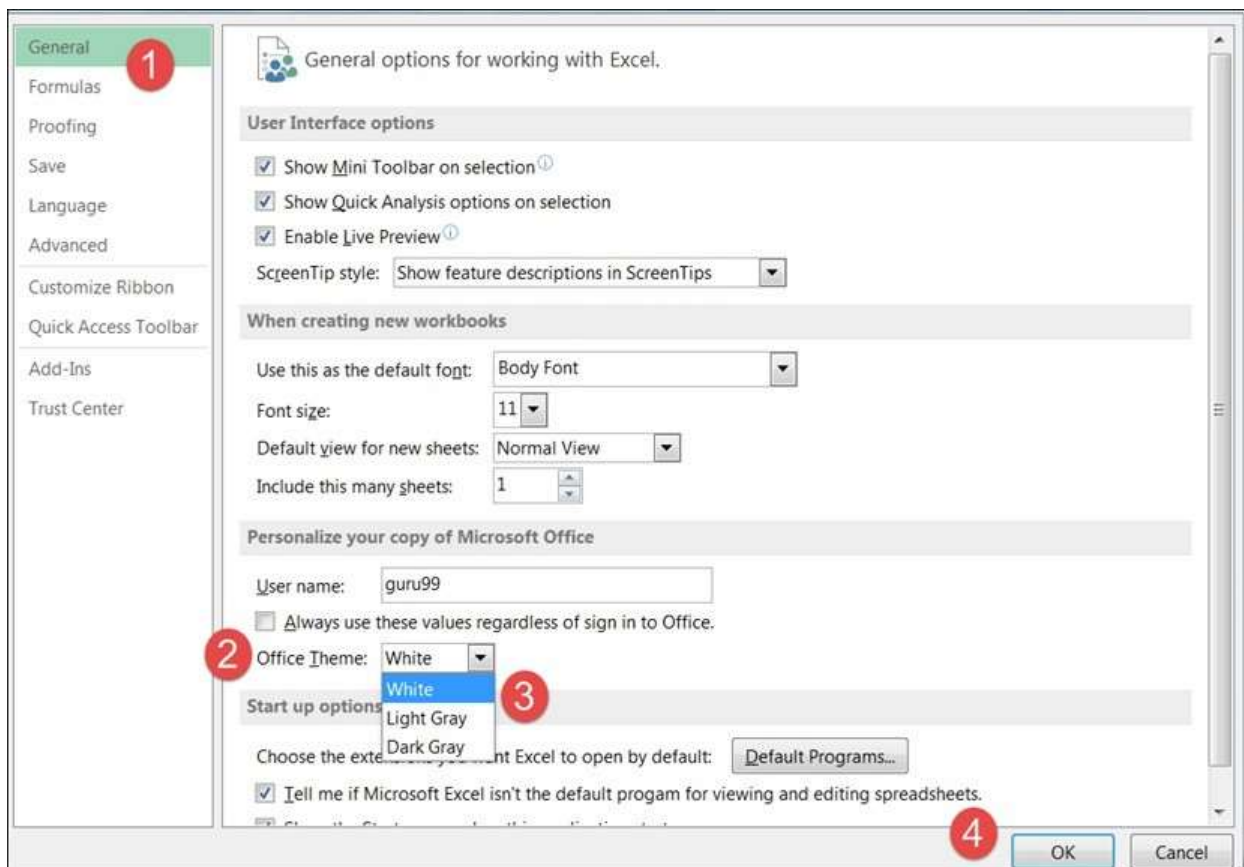 General
1
Formulas
Proofing
Save
Language
Advanced
Customize Ribbon
Quick Access Toolbar
Add-Ins
Trust Center
General options for working with Excel.
User Interface options
Show Mini Toolbar on selection
Show Quick Analysis options on selection
Enable Live Preview
ScreenTip style: Show feature descriptions in ScreenTips
When creating new workbooks
Use this as the default font: Body Font
Font size: 11
Default view for new sheets: Normal View
Include this many sheets: 1
Personalize your copy of Microsoft Office
User name: guru99
Always use these values regardless of sign in to Office.
2 Office Theme: White
White
3
Light Gray
Dark Gray
Start up options
Choose the want Excel to open by default: Default Programs...
Tell me if Microsoft Excel isn't the default progam for viewing and editing spreadsheets.
4
OK Cancel